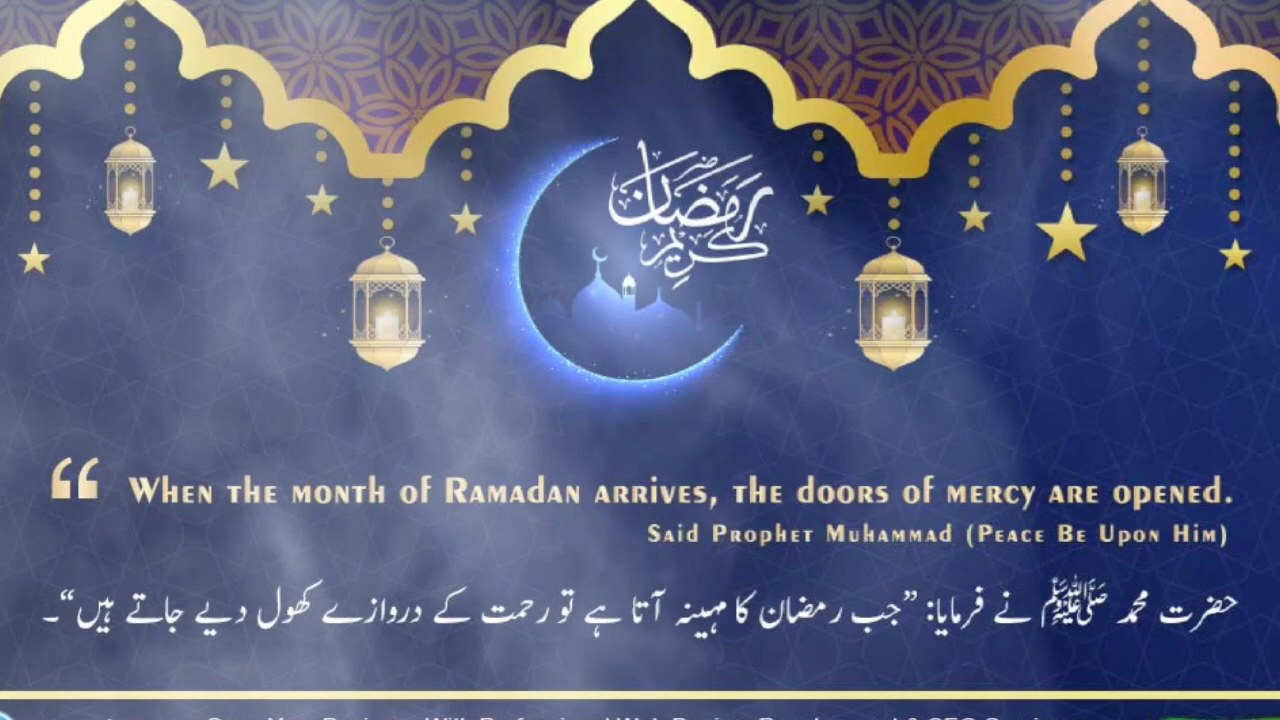 رمضان كريم
“ When the month of Ramadan arrives, the doors of mercy are opened.
Said Prophet Muhammad (Peace Be Upon Him)
حضرت محمد ﷺ نے فرمایا: ”جب رمضان کا مہینہ آتا ہے تو رحمت کے دروازے کھول دیے جاتے ہیں“۔